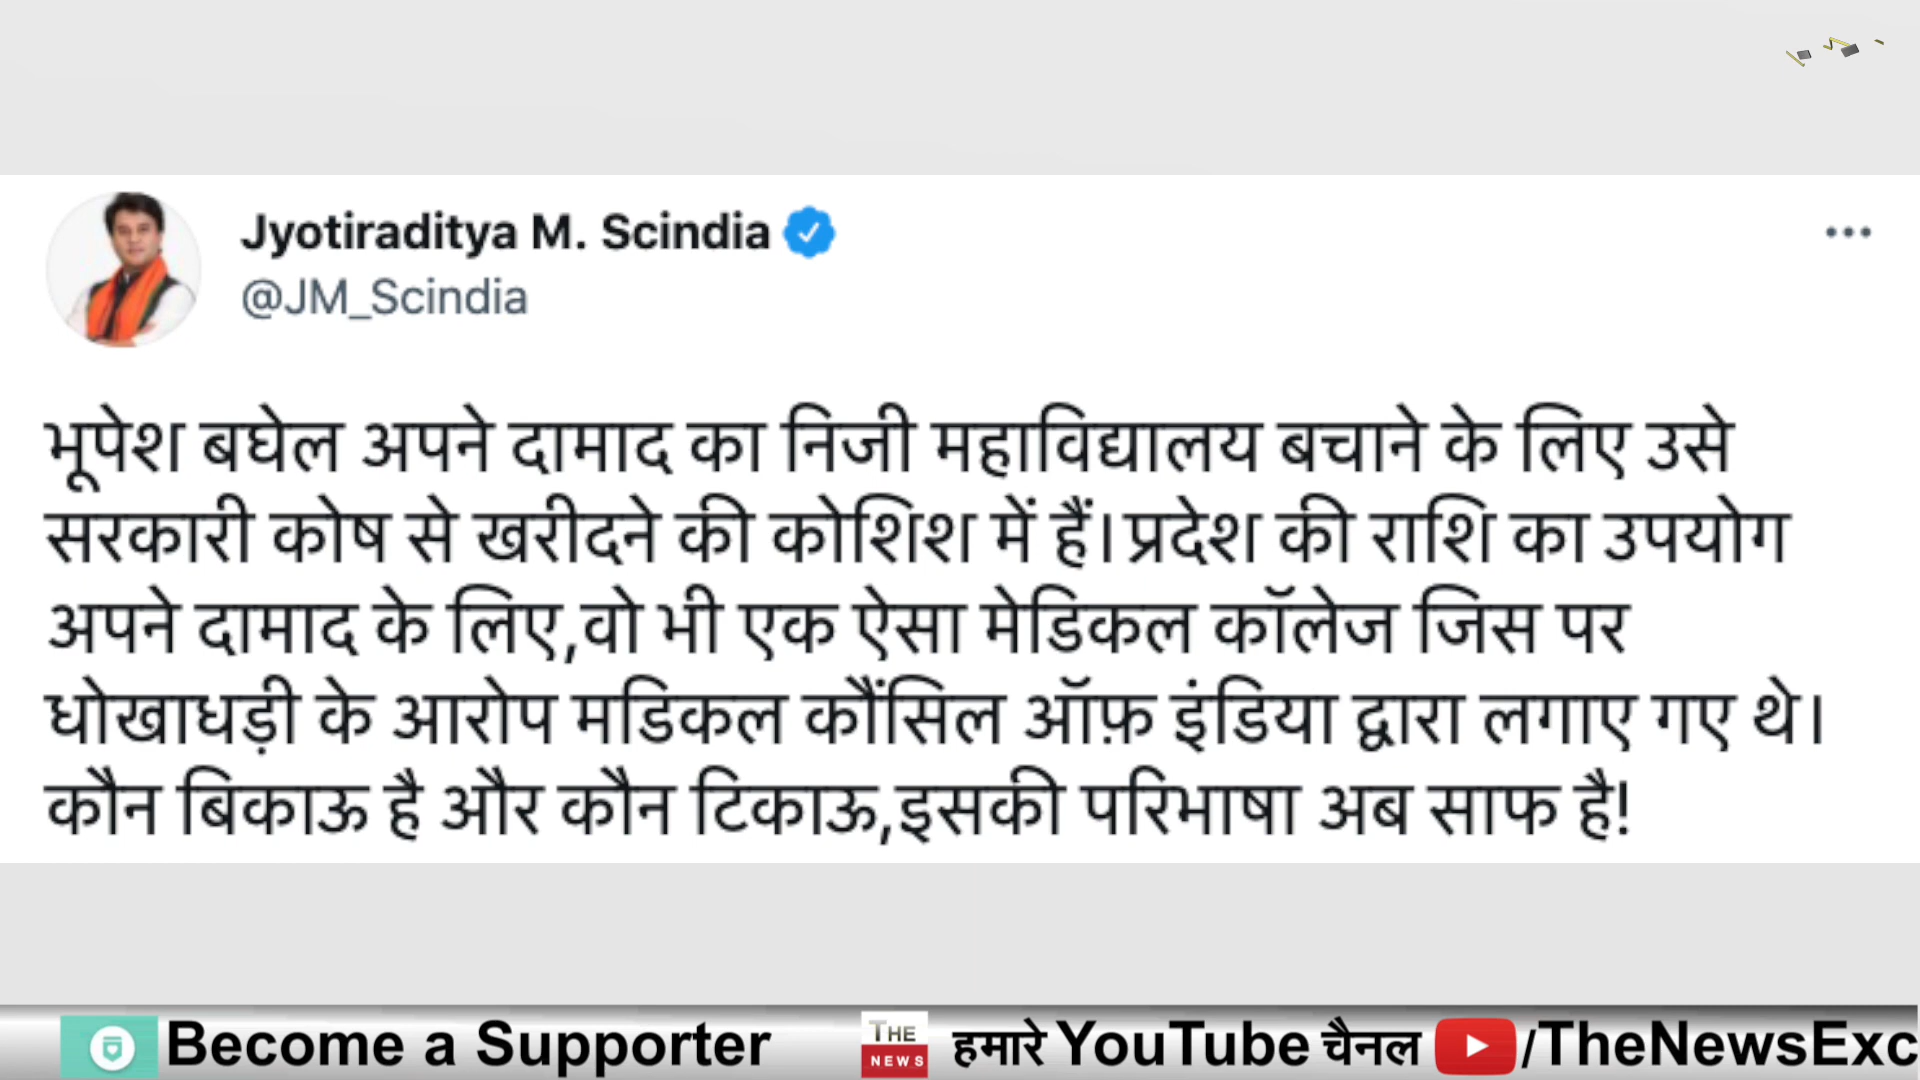 Jyotiraditya M. Scindia
@JM_Scindia
भूपेश बघेल अपने दामाद का निजी महाविद्यालय बचाने के लिए उसे
सरकारी कोष से खरीदने की कोशिश में हैं। प्रदेश की राशि का उपयोग
अपने दामाद के लिए,वो भी एक ऐसा मेडिकल कॉलेज जिस पर
धोखाधड़ी के आरोप मडिकल कौंसिल ऑफ़ इंडिया द्वारा लगाए गए थे।
कौन बिकाऊ है और कौन टिकाऊ,इसकी परिभाषा अब साफ है!
Become a Supporter THE NEWS हमारे YouTube चैनल /TheNewsExc